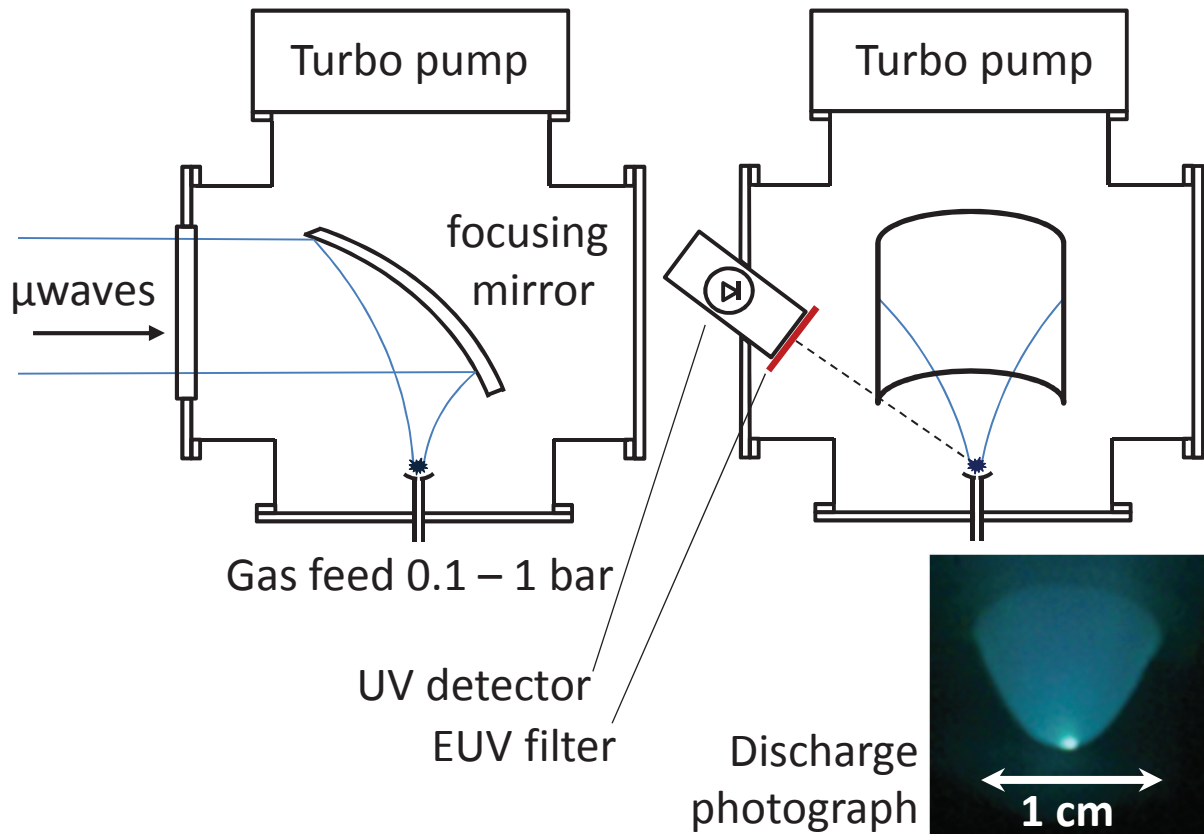 Turbo pump
Turbo pump
focusing
mirror
μwaves
Gas feed 0.1 – 1 bar
UV detector
EUV filter
Discharge
photograph
1 cm